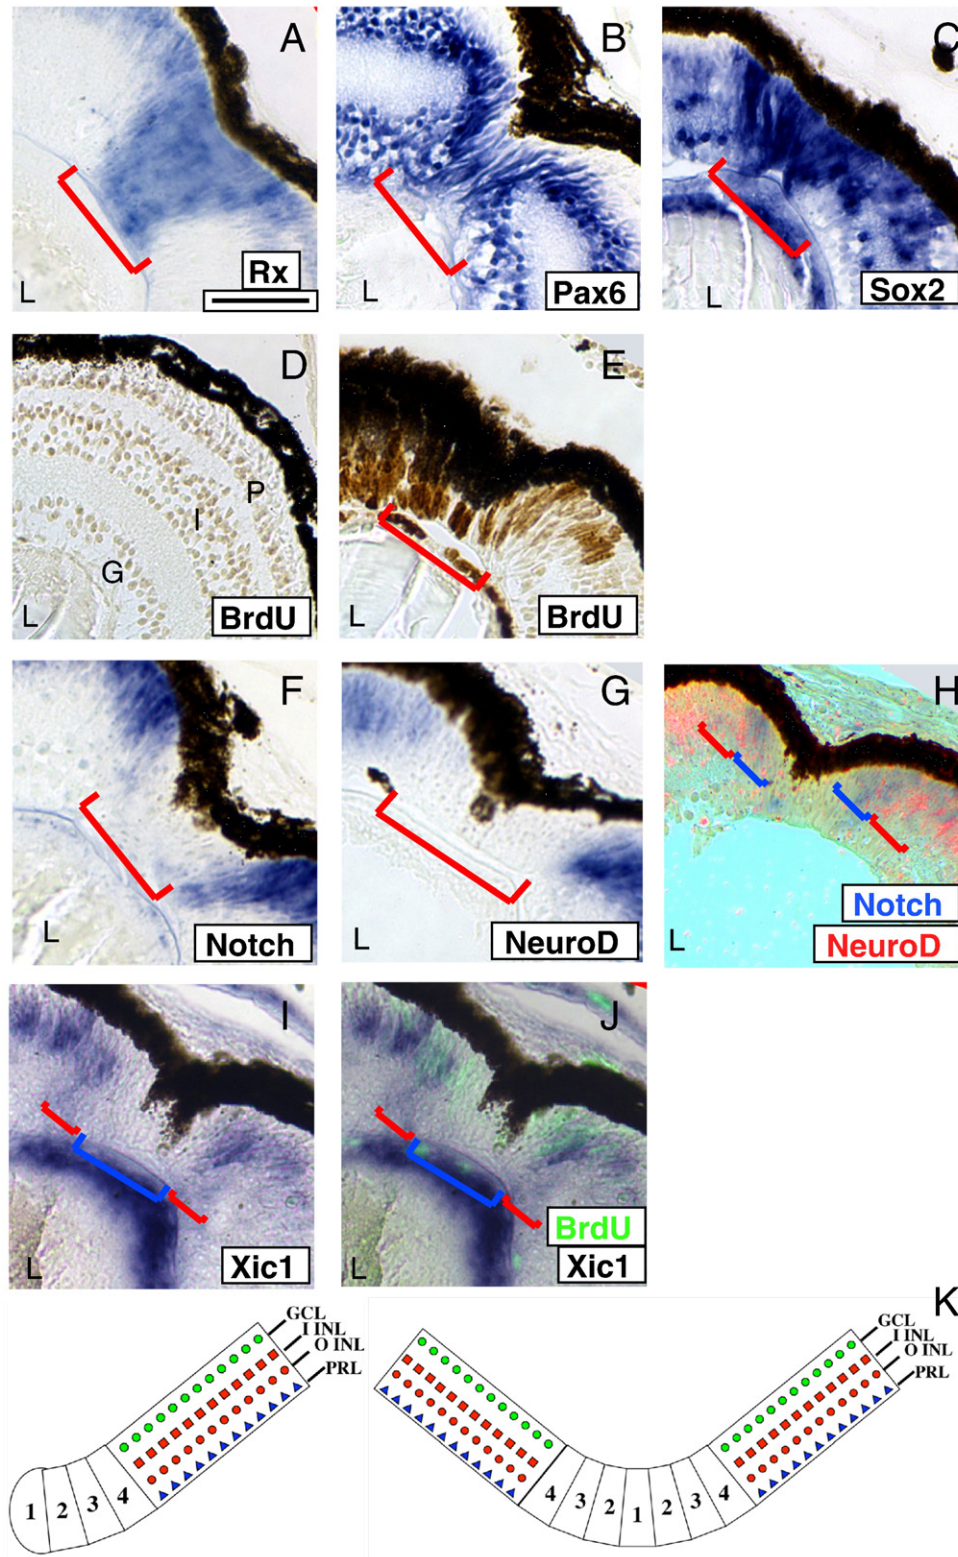 A
L
Rx
B
L
Pax6
C
L
Sox2
D
P
I
G
L
BrdU
E
L
BrdU
F
L
Notch
G
L
NeuroD
H
L
Notch
NeuroD
I
L
Xic1
J
L
BrdU
Xic1
K
GCL
I INL
O INL
PRL
1 2 3 4
GCL
I INL
O INL
PRL
4 3 2 1 2 3 4